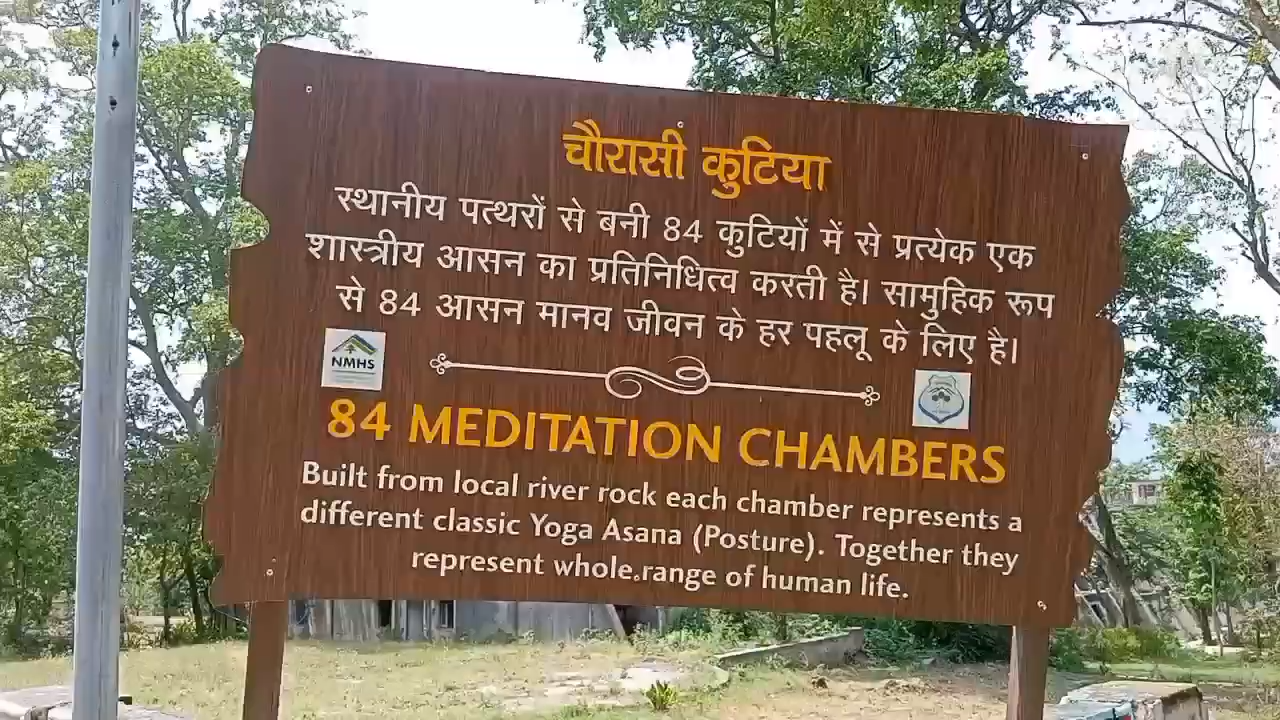 चौरासी कुटिया
स्थानीय पत्थरों से बनी 84 कुटियों में से प्रत्येक एक
शास्त्रीय आसन का प्रतिनिधित्व करती है। सामुहिक रूप
से 84 आसन मानव जीवन के हर पहलू के लिए है।
NMHS
84 MEDITATION CHAMBERS
Built from local river rock each chamber represents a
different classic Yoga Asana (Posture). Together they
represent whole range of human life.